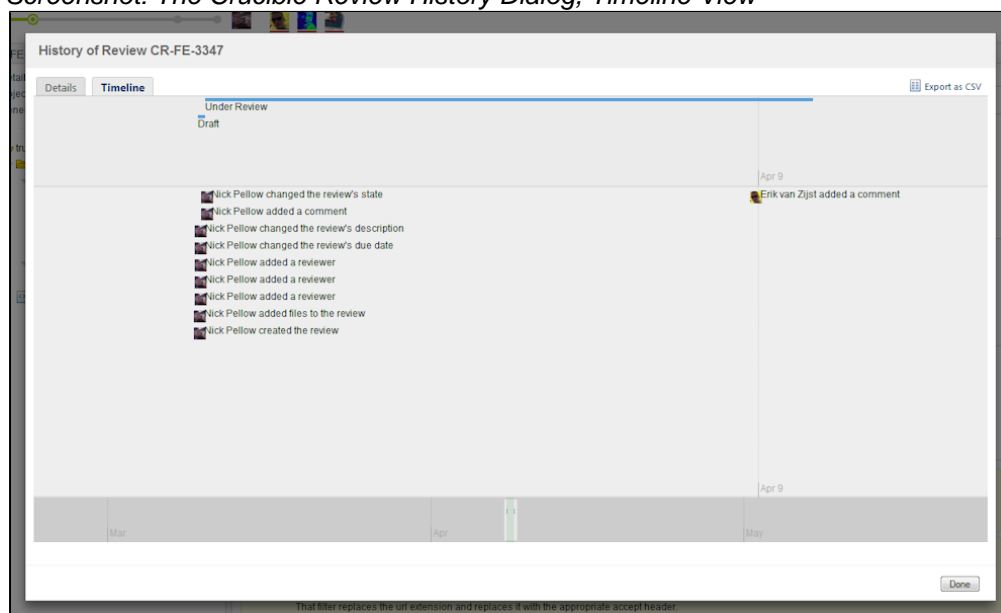 Screenshot: The Crucible Review History Dialog, Timeline View
History of Review CR-FE-3347
Details Timeline Export as CSV
Under Review
Draft
Apr 9
Nick Pellow changed the review's state Erik van Zijst added a comment
Nick Pellow added a comment
Nick Pellow changed the review's description
Nick Pellow changed the review's due date
Nick Pellow added a reviewer
Nick Pellow added a reviewer
Nick Pellow added a reviewer
Nick Pellow added files to the review
Nick Pellow created the review
Apr 9
Mar Apr May
Done
That filter replaces the url extension and replaces it with the appropriate accept header.